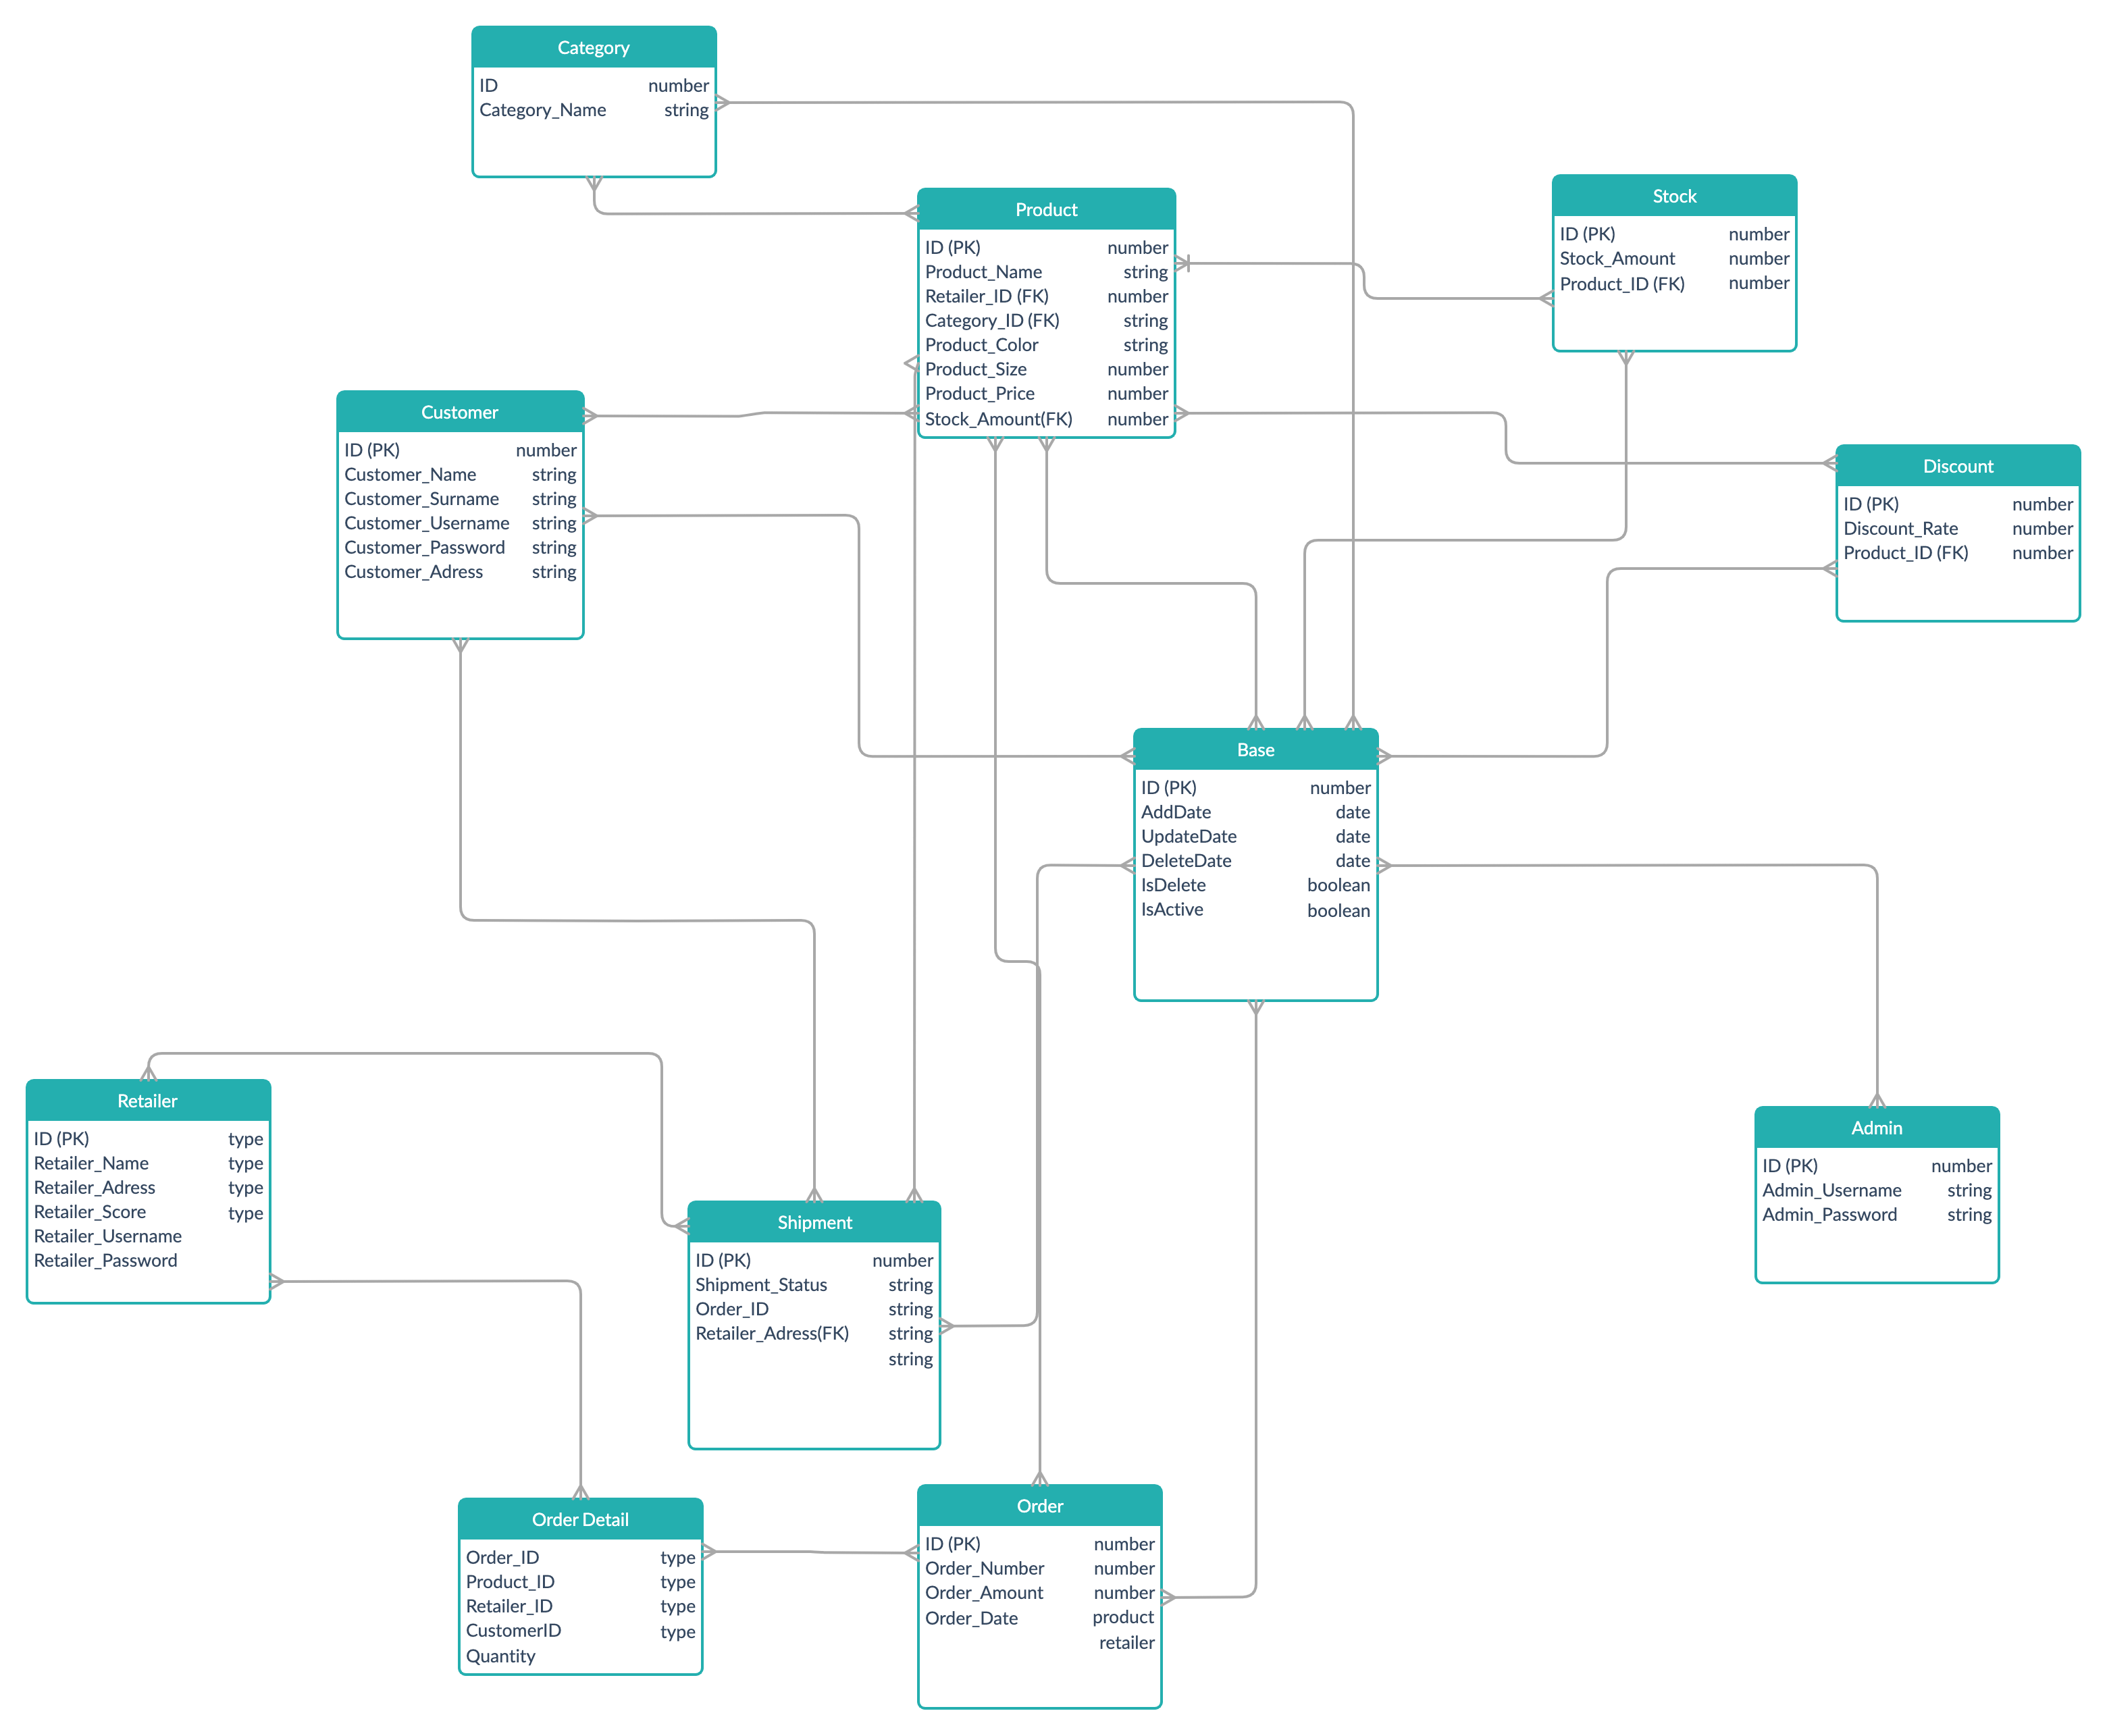 Category
ID number
Category_Name string
Product
ID (PK) number
Product_Name string
Retailer_ID (FK) number
Category_ID (FK) string
Product_Color string
Product_Size number
Product_Price number
Stock_Amount(FK) number
Stock
ID (PK) number
Stock_Amount number
Product_ID (FK) number
Customer
ID (PK) number
Customer_Name string
Customer_Surname string
Customer_Username string
Customer_Password string
Customer_Adress string
Discount
ID (PK) number
Discount_Rate number
Product_ID (FK) number
Base
ID (PK) number
AddDate date
UpdateDate date
DeleteDate date
IsDelete boolean
IsActive boolean
Retailer
ID (PK) type
Retailer_Name type
Retailer_Adress type
Retailer_Score type
Retailer_Username
Retailer_Password
Admin
ID (PK) number
Admin_Username string
Admin_Password string
Shipment
ID (PK) number
Shipment_Status string
Order_ID string
Retailer_Adress(FK) string
string
Order Detail
Order_ID type
Product_ID type
Retailer_ID type
CustomerID type
Quantity
Order
ID (PK) number
Order_Number number
Order_Amount number
Order_Date product
retailer